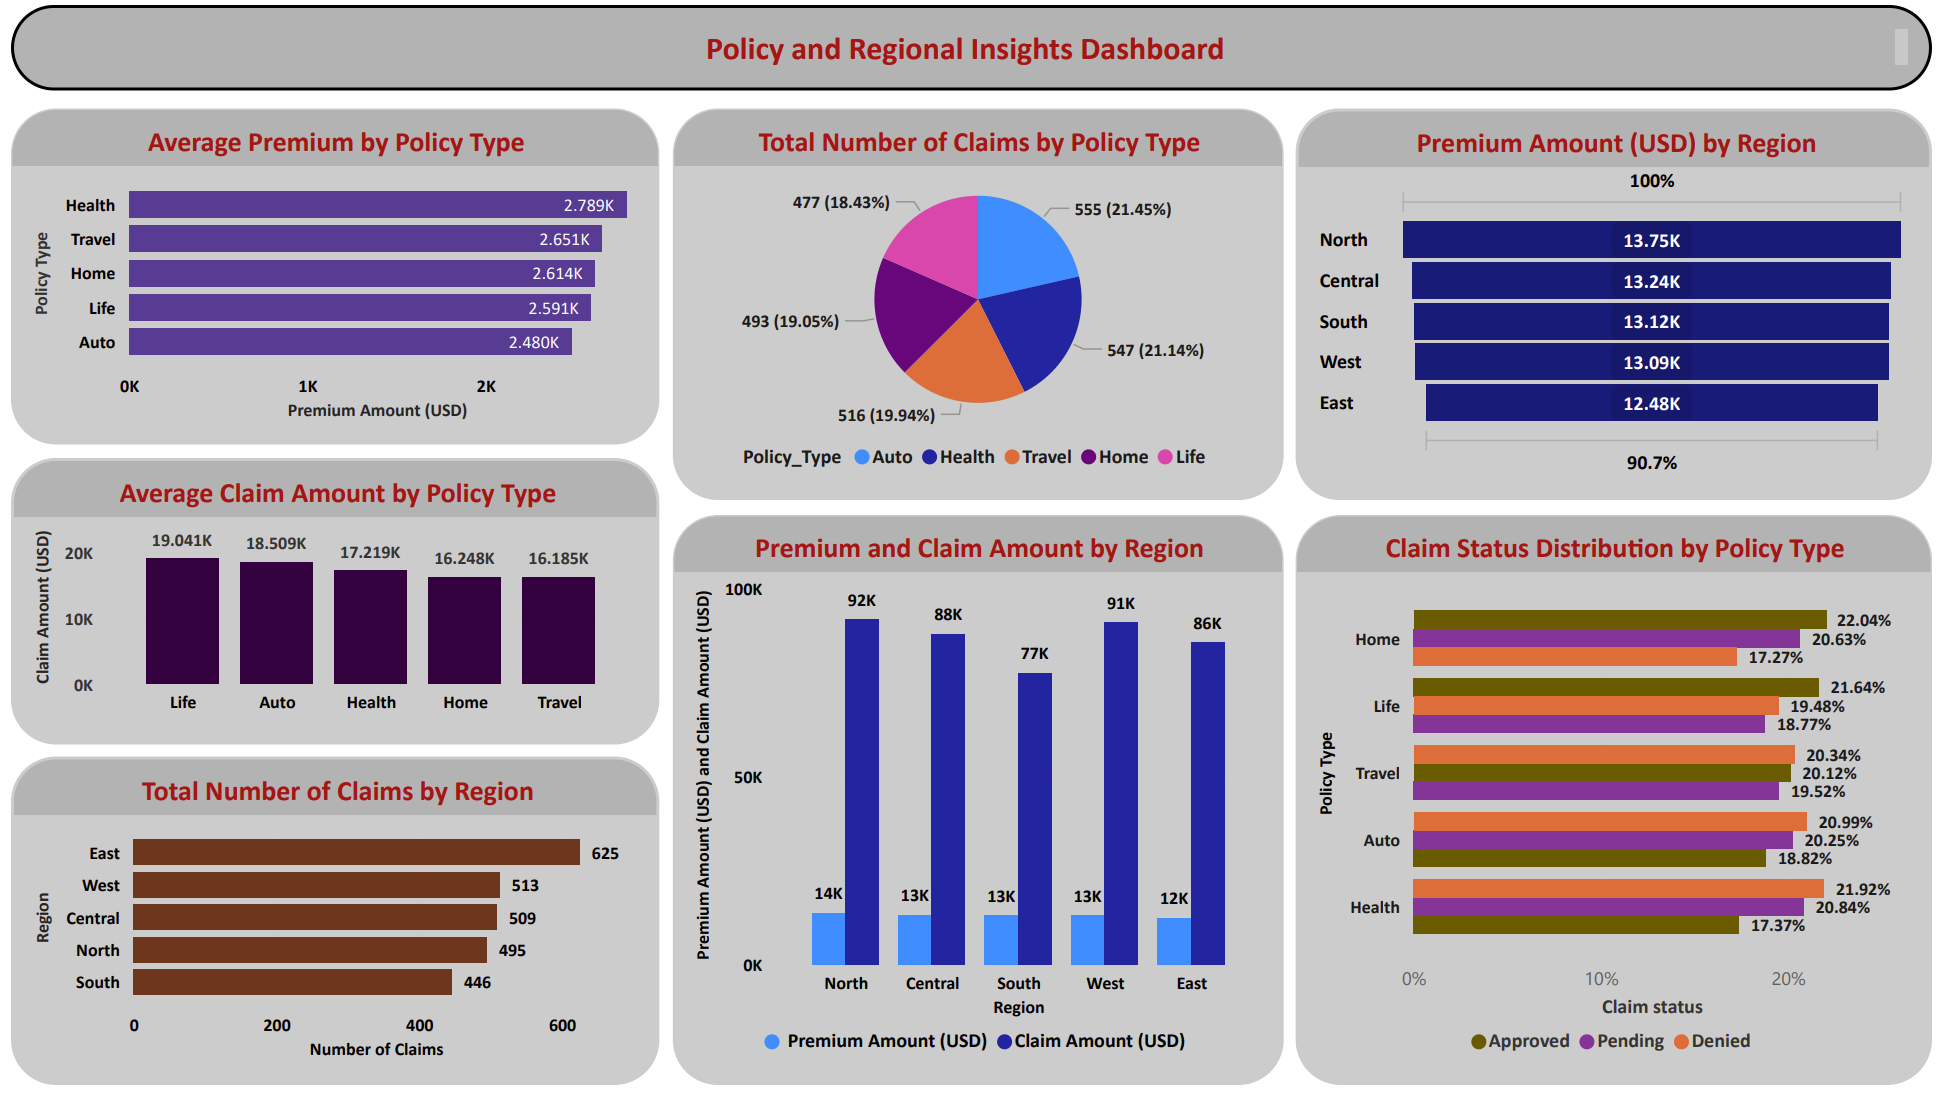 Policy and Regional Insights Dashboard
Average Premium by Policy Type
Policy Type
Health 2.789K
Travel 2.651K
Home 2.614K
Life 2.591K
Auto 2.480K
0K 1K 2K
Premium Amount (USD)
Average Claim Amount by Policy Type
Claim Amount (USD)
20K
10K
0K
19.041K 18.509K 17.219K 16.248K 16.185K
Life Auto Health Home Travel
Total Number of Claims by Region
Region
East 625
West 513
Central 509
North 495
South 446
0 200 400 600
Number of Claims
Total Number of Claims by Policy Type
477 (18.43%)
555 (21.45%)
493 (19.05%)
547 (21.14%)
516 (19.94%)
Policy_Type Auto Health Travel Home Life
Premium and Claim Amount by Region
Premium Amount (USD) and Claim Amount (USD)
100K
50K
0K
92K 88K 77K 91K 86K
14K 13K 13K 13K 12K
North Central South West East
Region
Premium Amount (USD) Claim Amount (USD)
Premium Amount (USD) by Region
100%
North 13.75K
Central 13.24K
South 13.12K
West 13.09K
East 12.48K
90.7%
Claim Status Distribution by Policy Type
Policy Type
22.04%
Home 20.63%
17.27%
21.64%
Life 19.48%
18.77%
20.34%
Travel 20.12%
19.52%
20.99%
Auto 20.25%
18.82%
21.92%
Health 20.84%
17.37%
0% 10% 20%
Claim status
Approved Pending Denied